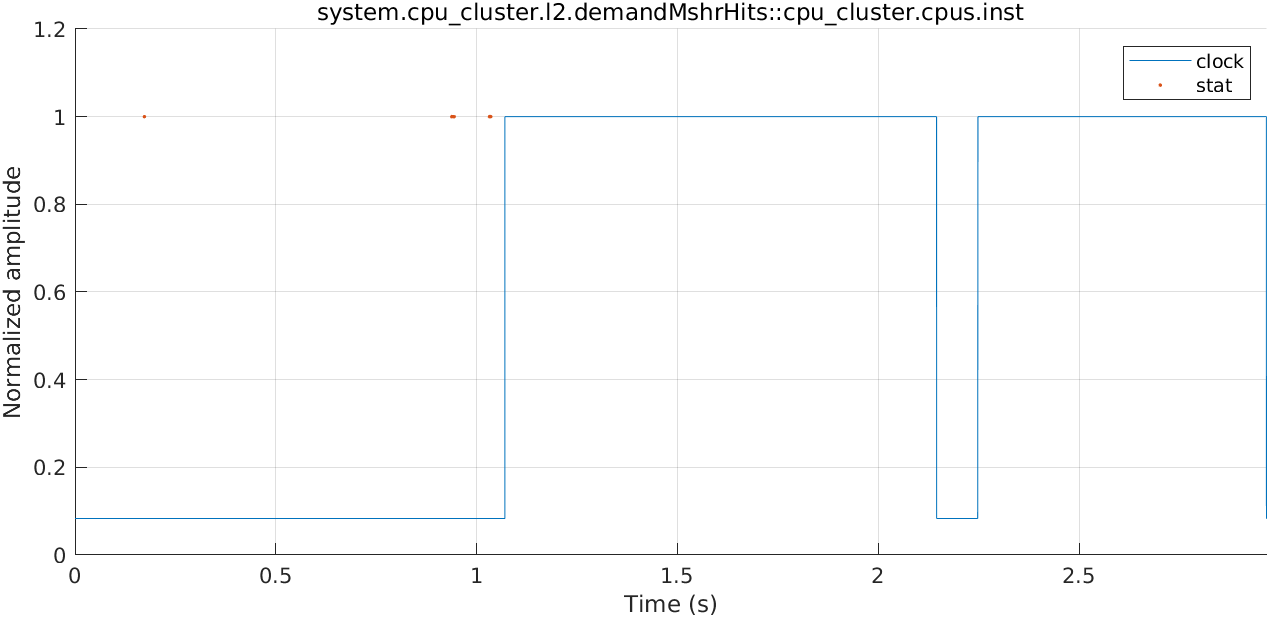 system.cpu_cluster.l2.demandMshrHits::cpu_cluster.cpus.inst
1.2
1
0.8
0.6
0.4
0.2
0
Normalized amplitude
clock
stat
0 0.5 1 1.5 2 2.5
Time (s)